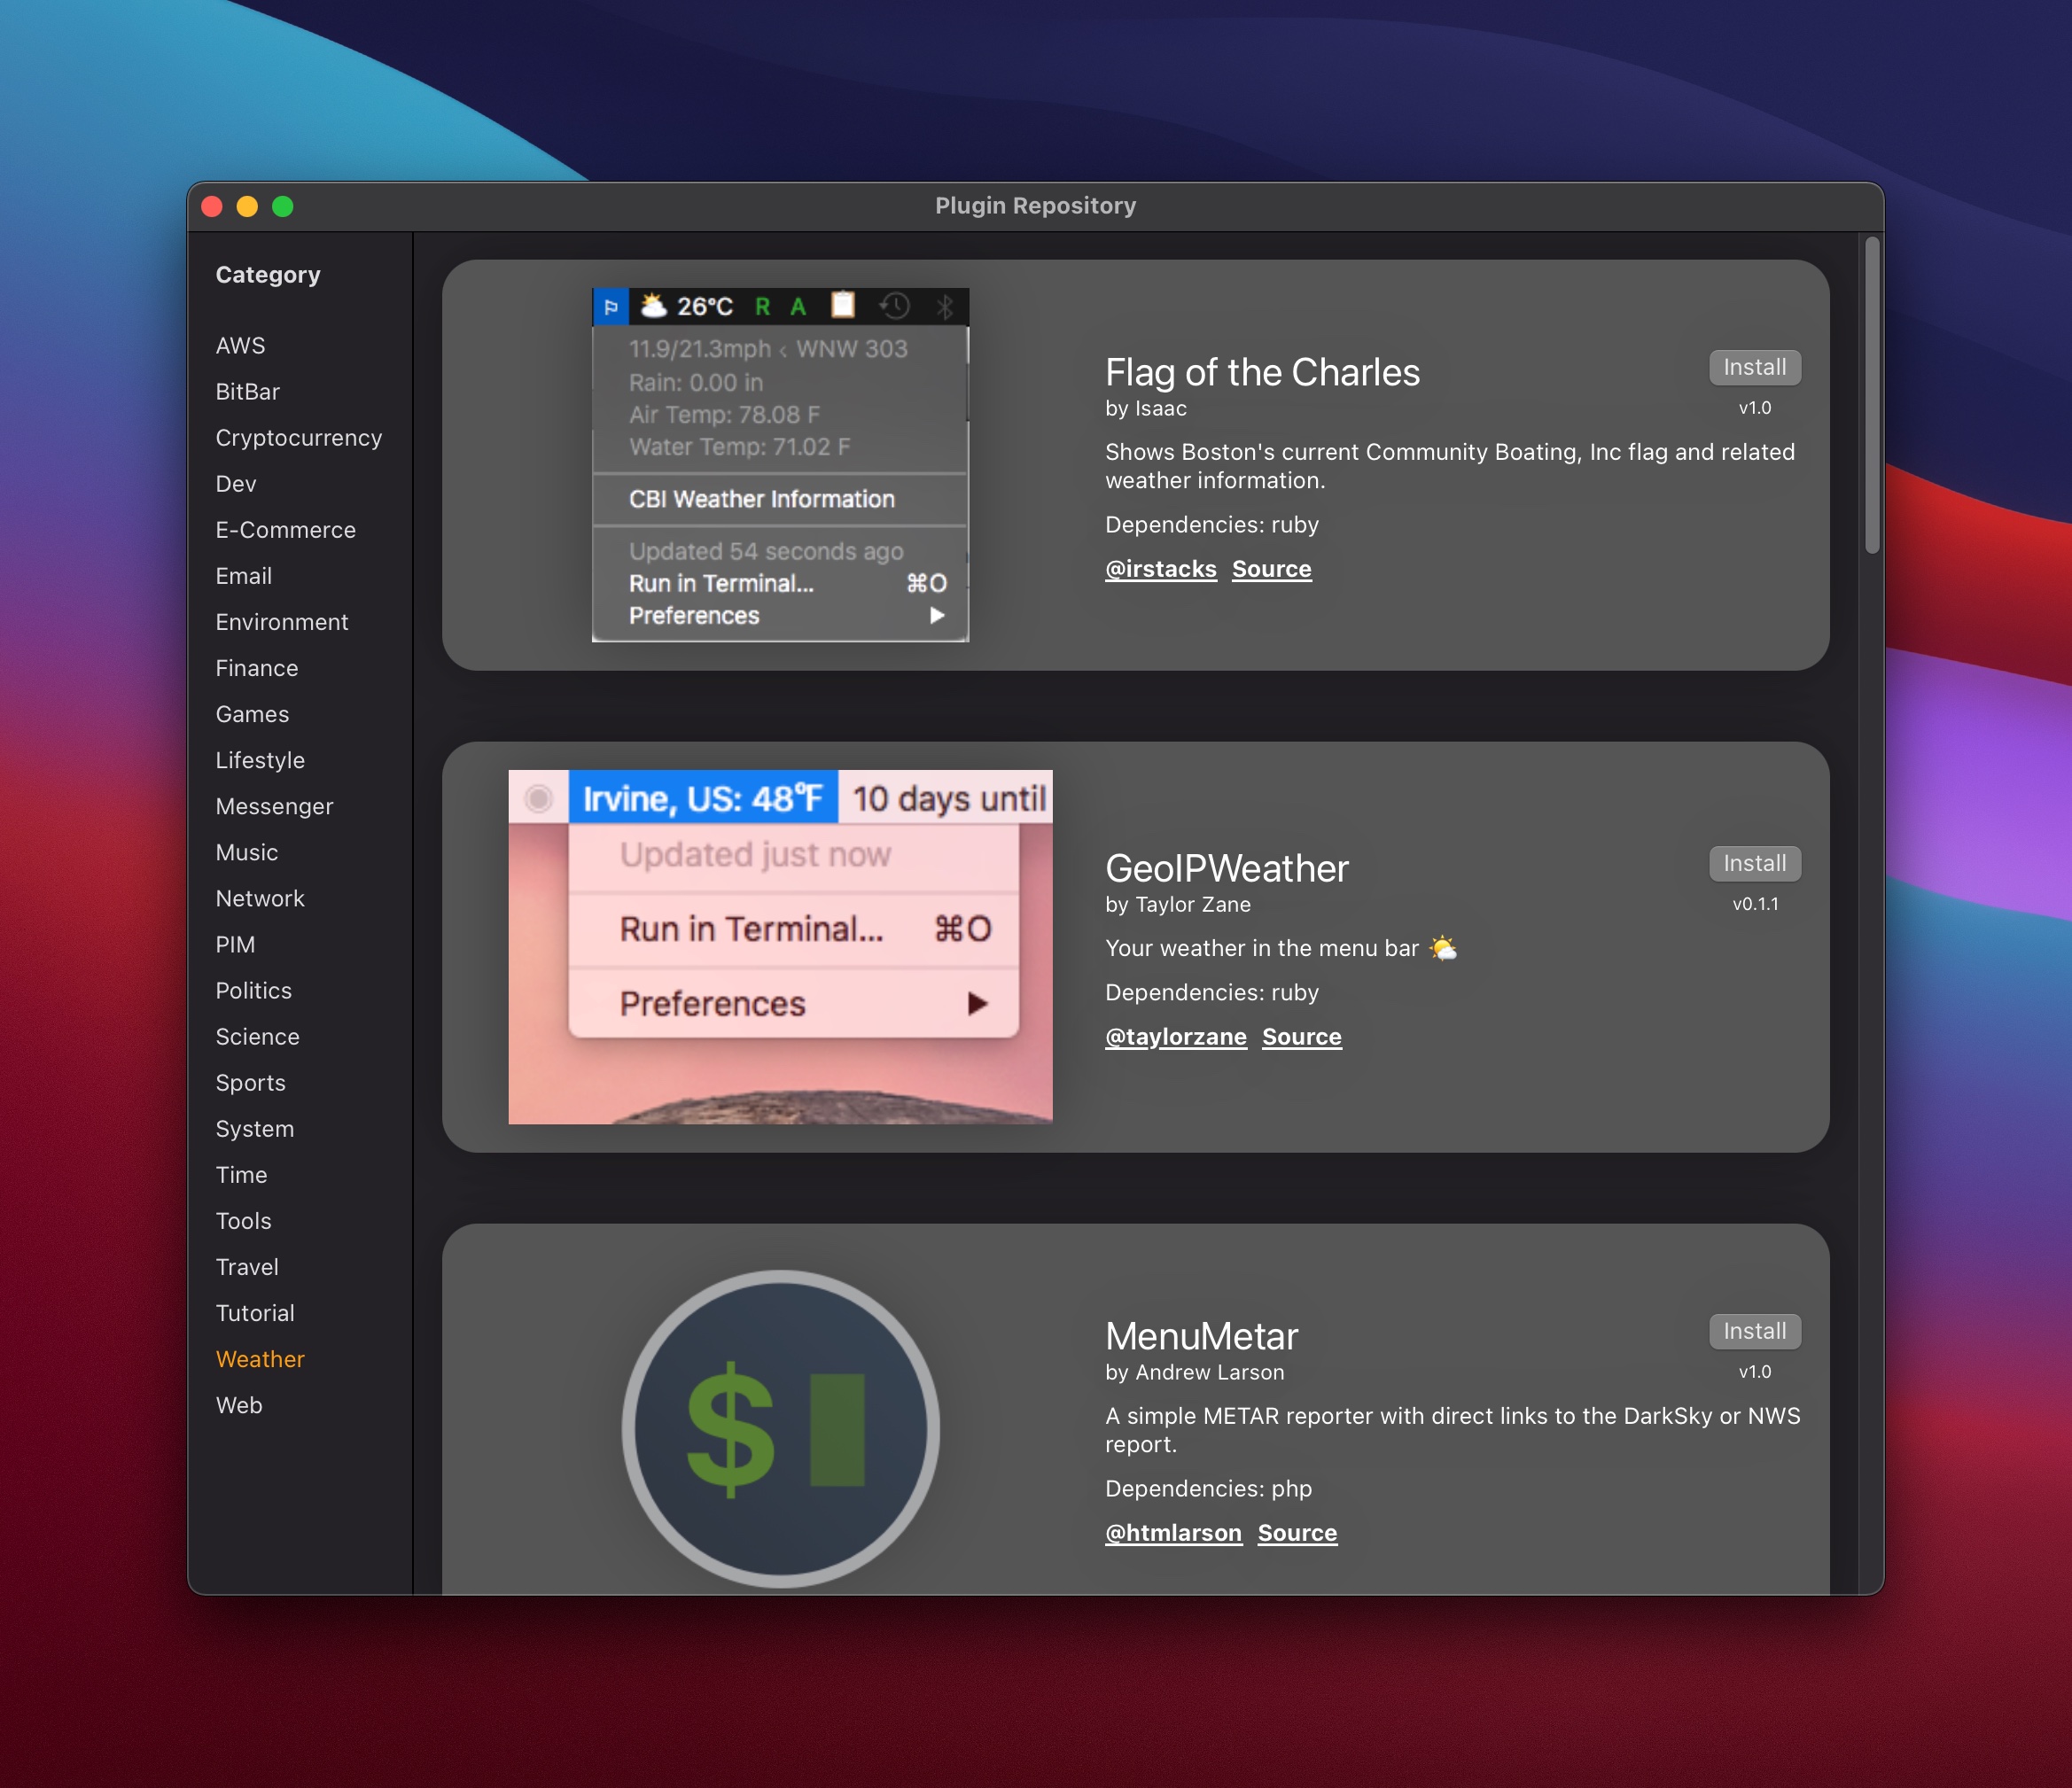 Plugin Repository
Category
AWS
BitBar
Cryptocurrency
Dev
E-Commerce
Email
Environment
Finance
Games
Lifestyle
Messenger
Music
Network
PIM
Politics
Science
Sports
System
Time
Tools
Travel
Tutorial
Weather
Web
26°C R A
11.9/21.3mph ‹ WNW 303
Rain: 0.00 in
Air Temp: 78.08 F
Water Temp: 71.02 F
CBI Weather Information
Updated 54 seconds ago
Run in Terminal... ⌘O
Preferences ▶
Flag of the Charles
Install
by Isaac
v1.0
Shows Boston's current Community Boating, Inc flag and related
weather information.
Dependencies: ruby
@irstacks Source
Irvine, US: 48°F 10 days until
Updated just now
Run in Terminal... ⌘O
Preferences ▶
GeoIPWeather
Install
by Taylor Zane
v0.1.1
Your weather in the menu bar 🌤️
Dependencies: ruby
@taylorzane Source
$
MenuMetar
Install
by Andrew Larson
v1.0
A simple METAR reporter with direct links to the DarkSky or NWS
report.
Dependencies: php
@htmlarson Source